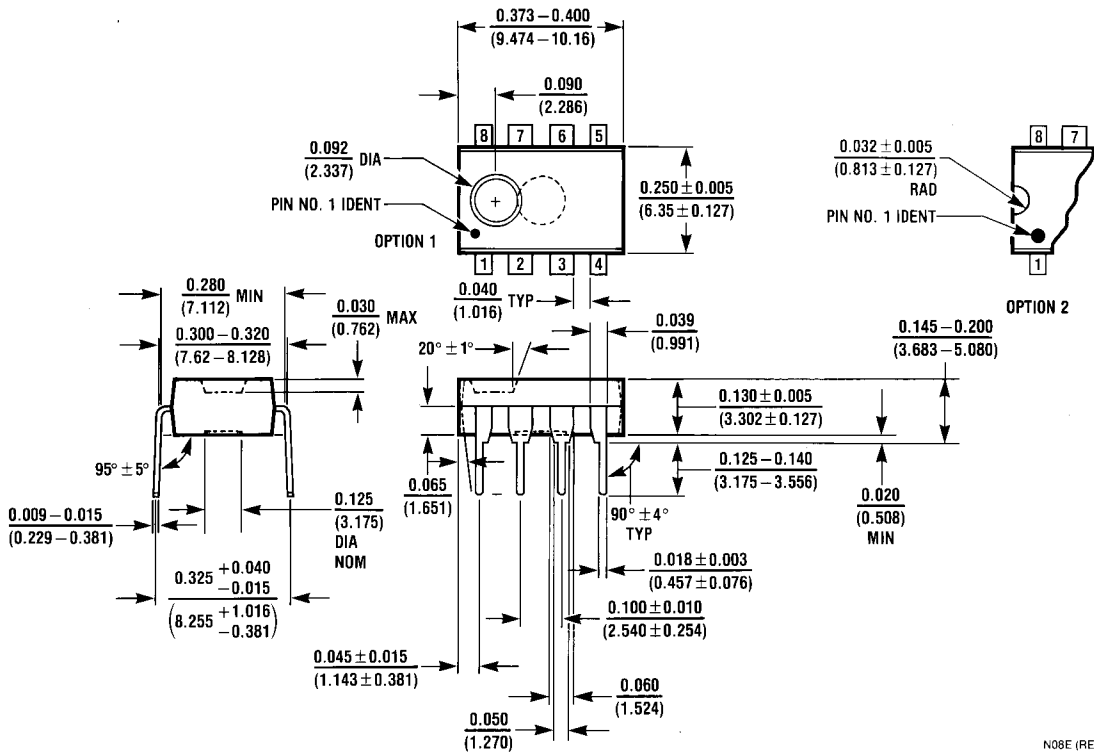 0.373 – 0.400
(9.474 – 10.16)
0.090
(2.286)
8 7 6 5
0.092 DIA
(2.337)
PIN NO. 1 IDENT
OPTION 1
1 2 3 4
0.250 ± 0.005
(6.35 ± 0.127)
8 7
0.032 ± 0.005
(0.813 ± 0.127)
RAD
PIN NO. 1 IDENT
1
OPTION 2
0.280 MIN
(7.112)
0.300 – 0.320
(7.62 – 8.128)
0.030 MAX
(0.762)
0.040 TYP
(1.016)
0.039
(0.991)
20° ± 1°
0.145 – 0.200
(3.683 – 5.080)
0.130 ± 0.005
(3.302 ± 0.127)
0.125 – 0.140
(3.175 – 3.556)
0.020
(0.508)
MIN
95° ± 5°
0.065
(1.651)
90° ± 4°
TYP
0.009 – 0.015
(0.229 – 0.381)
0.125
(3.175)
DIA
NOM
0.018 ± 0.003
(0.457 ± 0.076)
0.325 +0.040
−0.015
(8.255 +1.016
−0.381)
0.100 ± 0.010
(2.540 ± 0.254)
0.045 ± 0.015
(1.143 ± 0.381)
0.060
(1.524)
0.050
(1.270)
N08E (RE